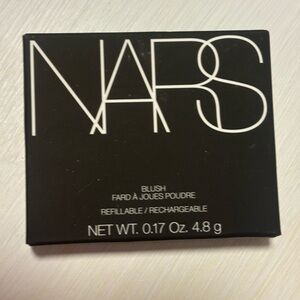 NARS
BLUSH
FARD À JOUES POUDRE
REFILLABLE / RECHARGEABLE
NET WT. 0.17 Oz. 4.8 g